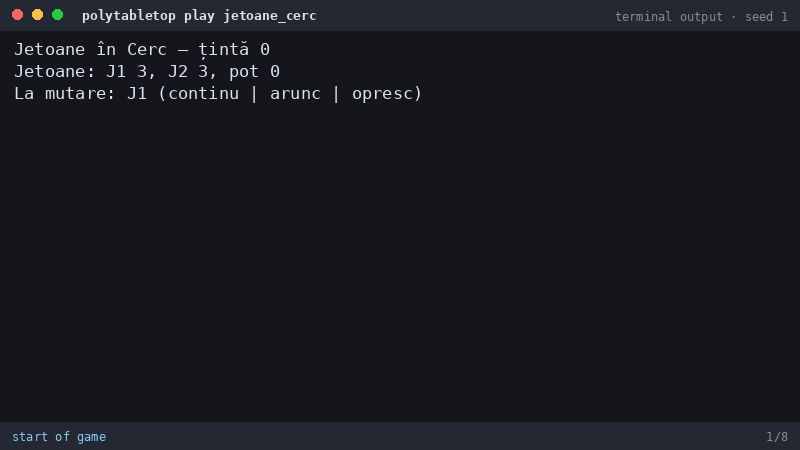 polytabletop play jetoane_cerc
terminal output · seed 1
Jetoane în Cerc — țintă 0
Jetoane: J1 3, J2 3, pot 0
La mutare: J1 (continu | arunc | opresc)
start of game
1/8